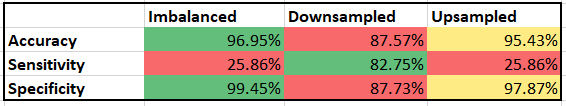 Imbalanced Downsampled Upsampled
Accuracy 96.95% 87.57% 95.43%
Sensitivity 25.86% 82.75% 25.86%
Specificity 99.45% 87.73% 97.87%